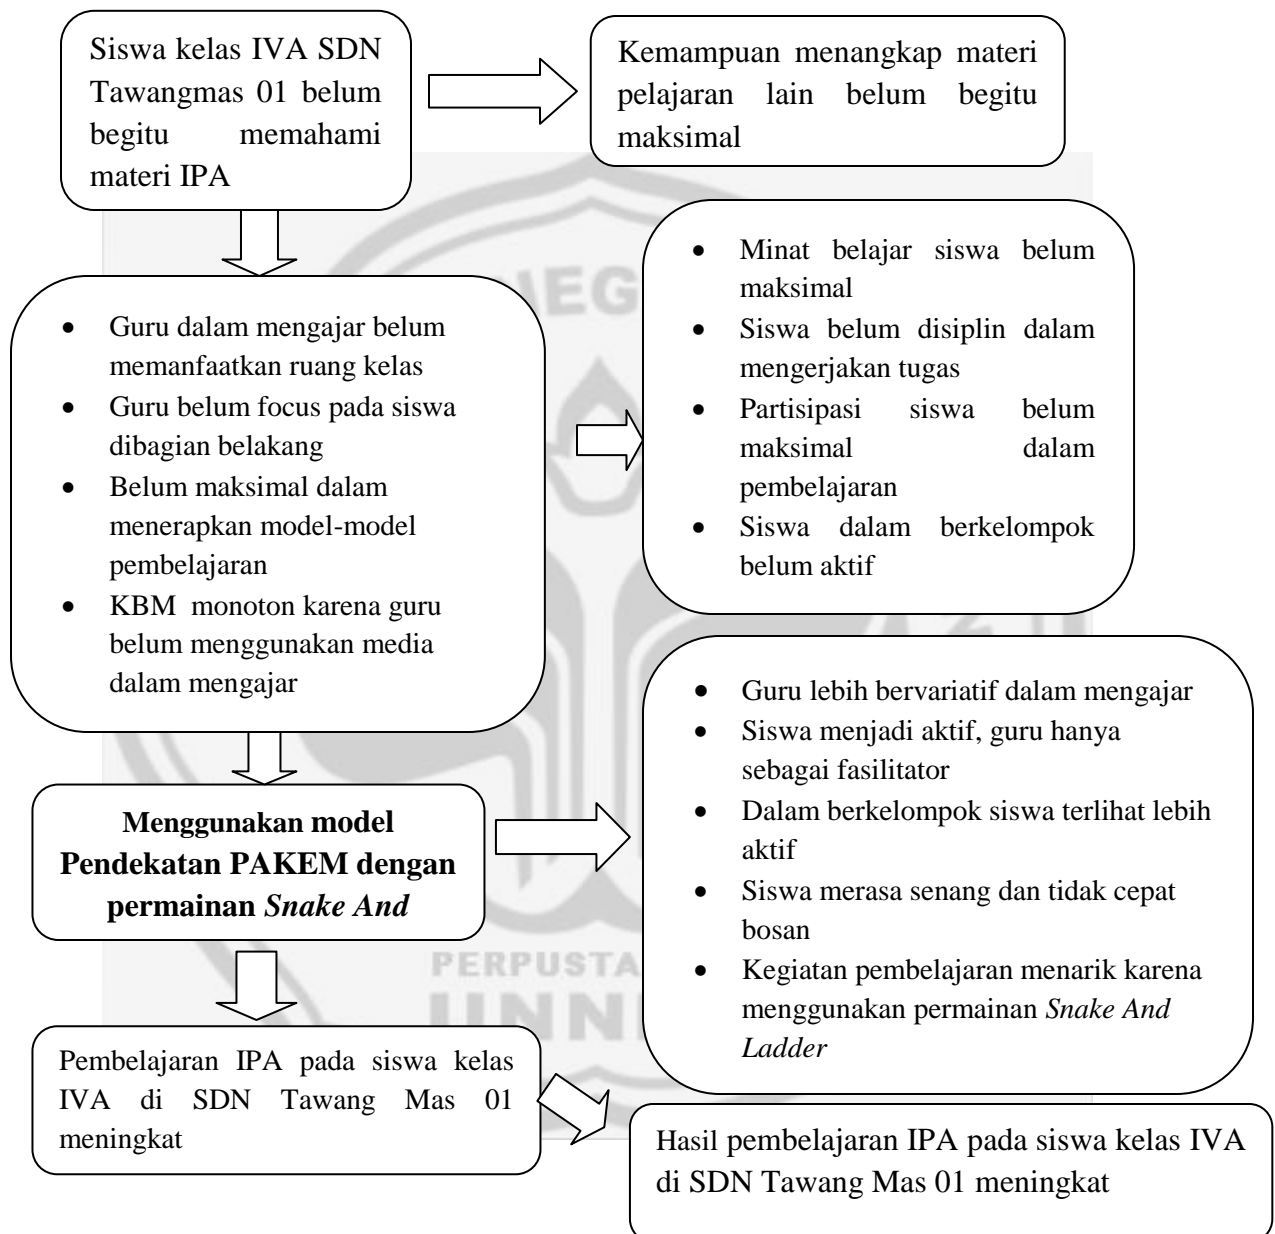 Siswa kelas IVA SDN
Tawangmas 01 belum
begitu memahami
materi IPA
Kemampuan menangkap materi
pelajaran lain belum begitu
maksimal
• Guru dalam mengajar belum
memanfaatkan ruang kelas
• Guru belum focus pada siswa
dibagian belakang
• Belum maksimal dalam
menerapkan model-model
pembelajaran
• KBM monoton karena guru
belum menggunakan media
dalam mengajar
• Minat belajar siswa belum
maksimal
• Siswa belum disiplin dalam
mengerjakan tugas
• Partisipasi siswa belum
maksimal dalam
pembelajaran
• Siswa dalam berkelompok
belum aktif
Menggunakan model
Pendekatan PAKEM dengan
permainan Snake And
• Guru lebih bervariatif dalam mengajar
• Siswa menjadi aktif, guru hanya
sebagai fasilitator
• Dalam berkelompok siswa terlihat lebih
aktif
• Siswa merasa senang dan tidak cepat
bosan
• Kegiatan pembelajaran menarik karena
menggunakan permainan Snake And
Ladder
PERPUSTA
UNN
Pembelajaran IPA pada siswa kelas
IVA di SDN Tawang Mas 01
meningkat
Hasil pembelajaran IPA pada siswa kelas IVA
di SDN Tawang Mas 01 meningkat